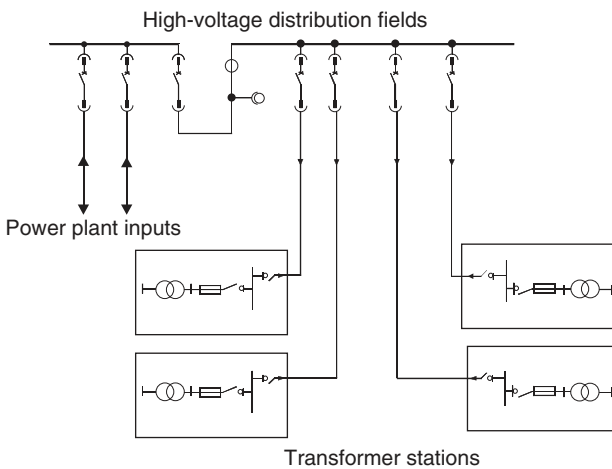 High-voltage distribution fields
Power plant inputs
Transformer stations